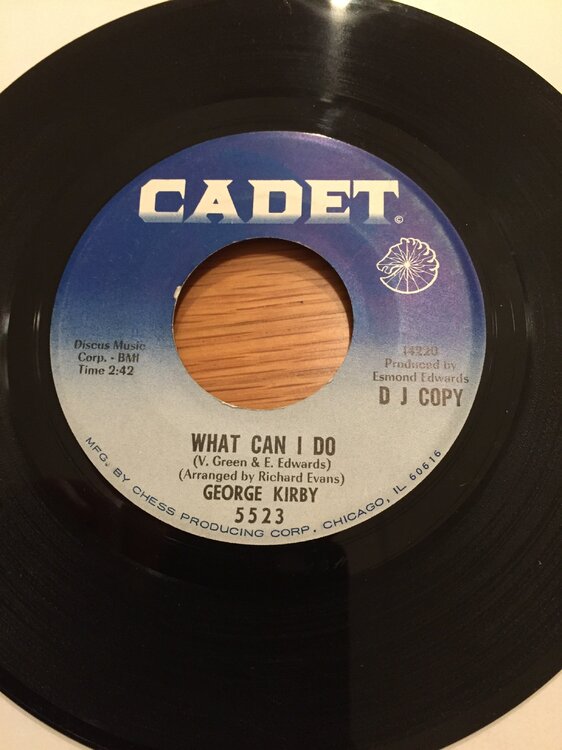 CADET
©
Discus Music
Corp. - BMI
Time 2:42
14220
Produced by
Esmond Edwards
D J COPY
WHAT CAN I DO
(V. Green & E. Edwards)
(Arranged by Richard Evans)
GEORGE KIRBY
5523
MFG. BY CHESS PRODUCING CORP. CHICAGO, IL 60616